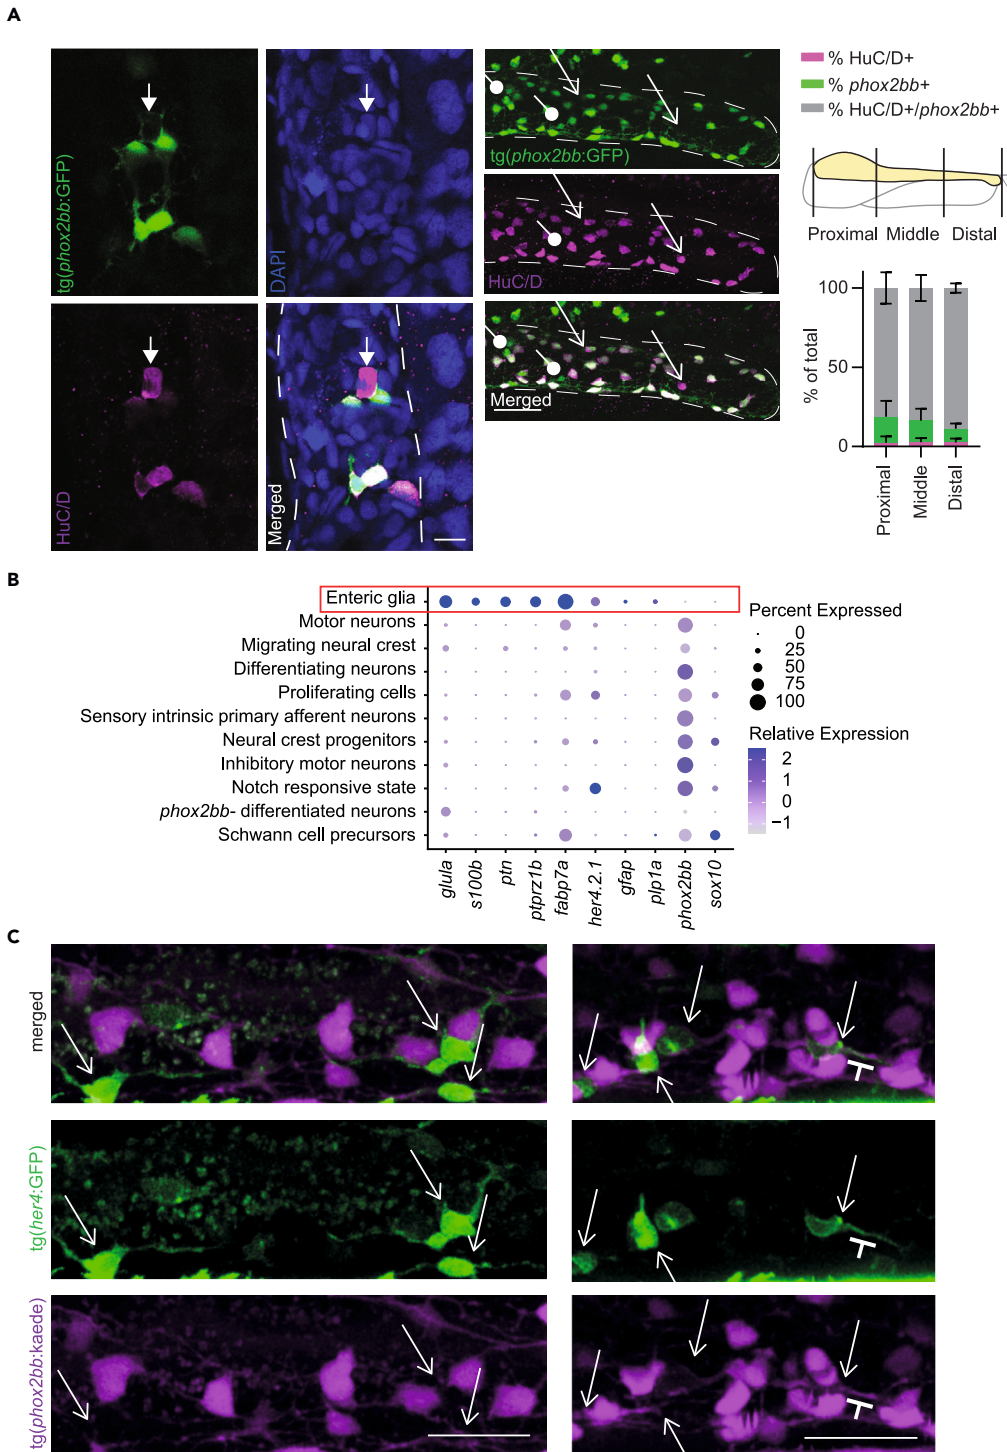 A
tg(phox2bb:GFP)
DAPI
HuC/D
Merged
tg(phox2bb:GFP)
HuC/D
Merged
% HuC/D+
% phox2bb+
% HuC/D+/phox2bb+
Proximal Middle Distal
% of total
100
50
0
Proximal
Middle
Distal
B
Enteric glia
Motor neurons
Migrating neural crest
Differentiating neurons
Proliferating cells
Sensory intrinsic primary afferent neurons
Neural crest progenitors
Inhibitory motor neurons
Notch responsive state
phox2bb- differentiated neurons
Schwann cell precursors
glula
s100b
ptn
ptprz1b
fabp7a
her4.2.1
gfap
plp1a
phox2bb
sox10
Percent Expressed
0
25
50
75
100
Relative Expression
2
1
0
−1
C
merged
tg(her4:GFP)
tg(phox2bb:kaede)